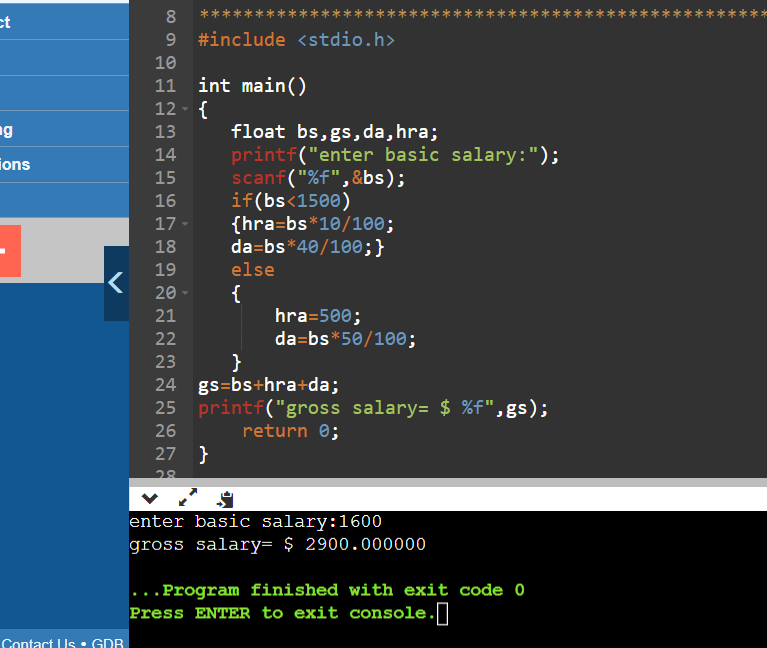 ct
ng
ions
Contact Us • GDB
8 ***************************************************
9 #include <stdio.h>
10
11 int main()
12 {
13 float bs,gs,da,hra;
14 printf("enter basic salary:");
15 scanf("%f",&bs);
16 if(bs<1500)
17 {hra=bs*10/100;
18 da=bs*40/100;}
19 else
20 {
21 hra=500;
22 da=bs*50/100;
23 }
24 gs=bs+hra+da;
25 printf("gross salary= $ %f",gs);
26 return 0;
27 }
28
enter basic salary:1600
gross salary= $ 2900.000000
...Program finished with exit code 0
Press ENTER to exit console.